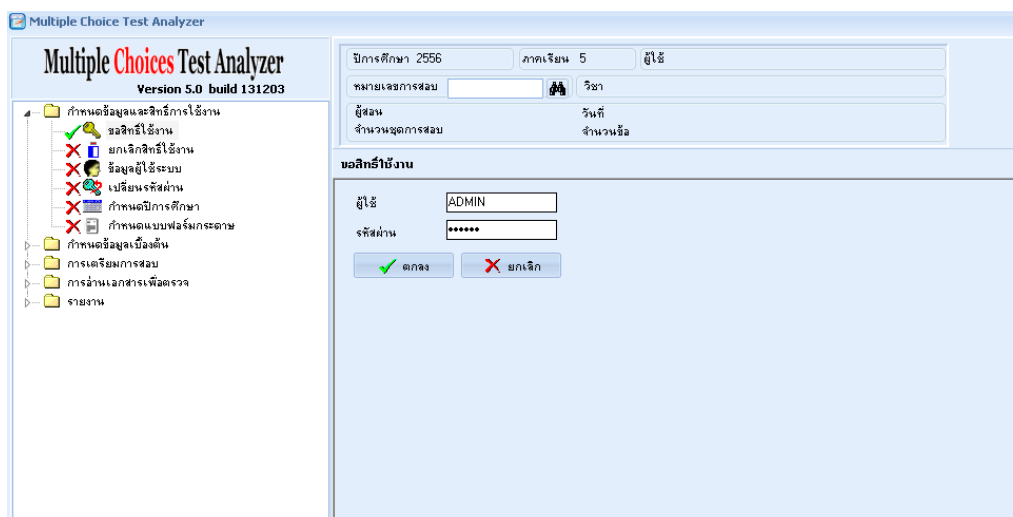 Multiple Choice Test Analyzer
Multiple Choices Test Analyzer
Version 5.0 build 131203
กำหนดข้อมูลและสิทธิ์การใช้งาน
ขอสิทธิ์ใช้งาน
ยกเลิกสิทธิ์ใช้งาน
ข้อมูลผู้ใช้ระบบ
เปลี่ยนรหัสผ่าน
กำหนดปีการศึกษา
กำหนดแบบฟอร์มกระดาษ
กำหนดข้อมูลเบื้องต้น
การเตรียมการสอบ
การอ่านเอกสารเพื่อตรวจ
รายงาน
ปีการศึกษา 2556 ภาคเรียน 5 ผู้ใช้
หมายเลขการสอบ วิชา
ผู้สอน วันที่
จำนวนชุดการสอบ จำนวนข้อ
ขอสิทธิ์ใช้งาน
ผู้ใช้ ADMIN
รหัสผ่าน ••••••
ตกลง ยกเลิก